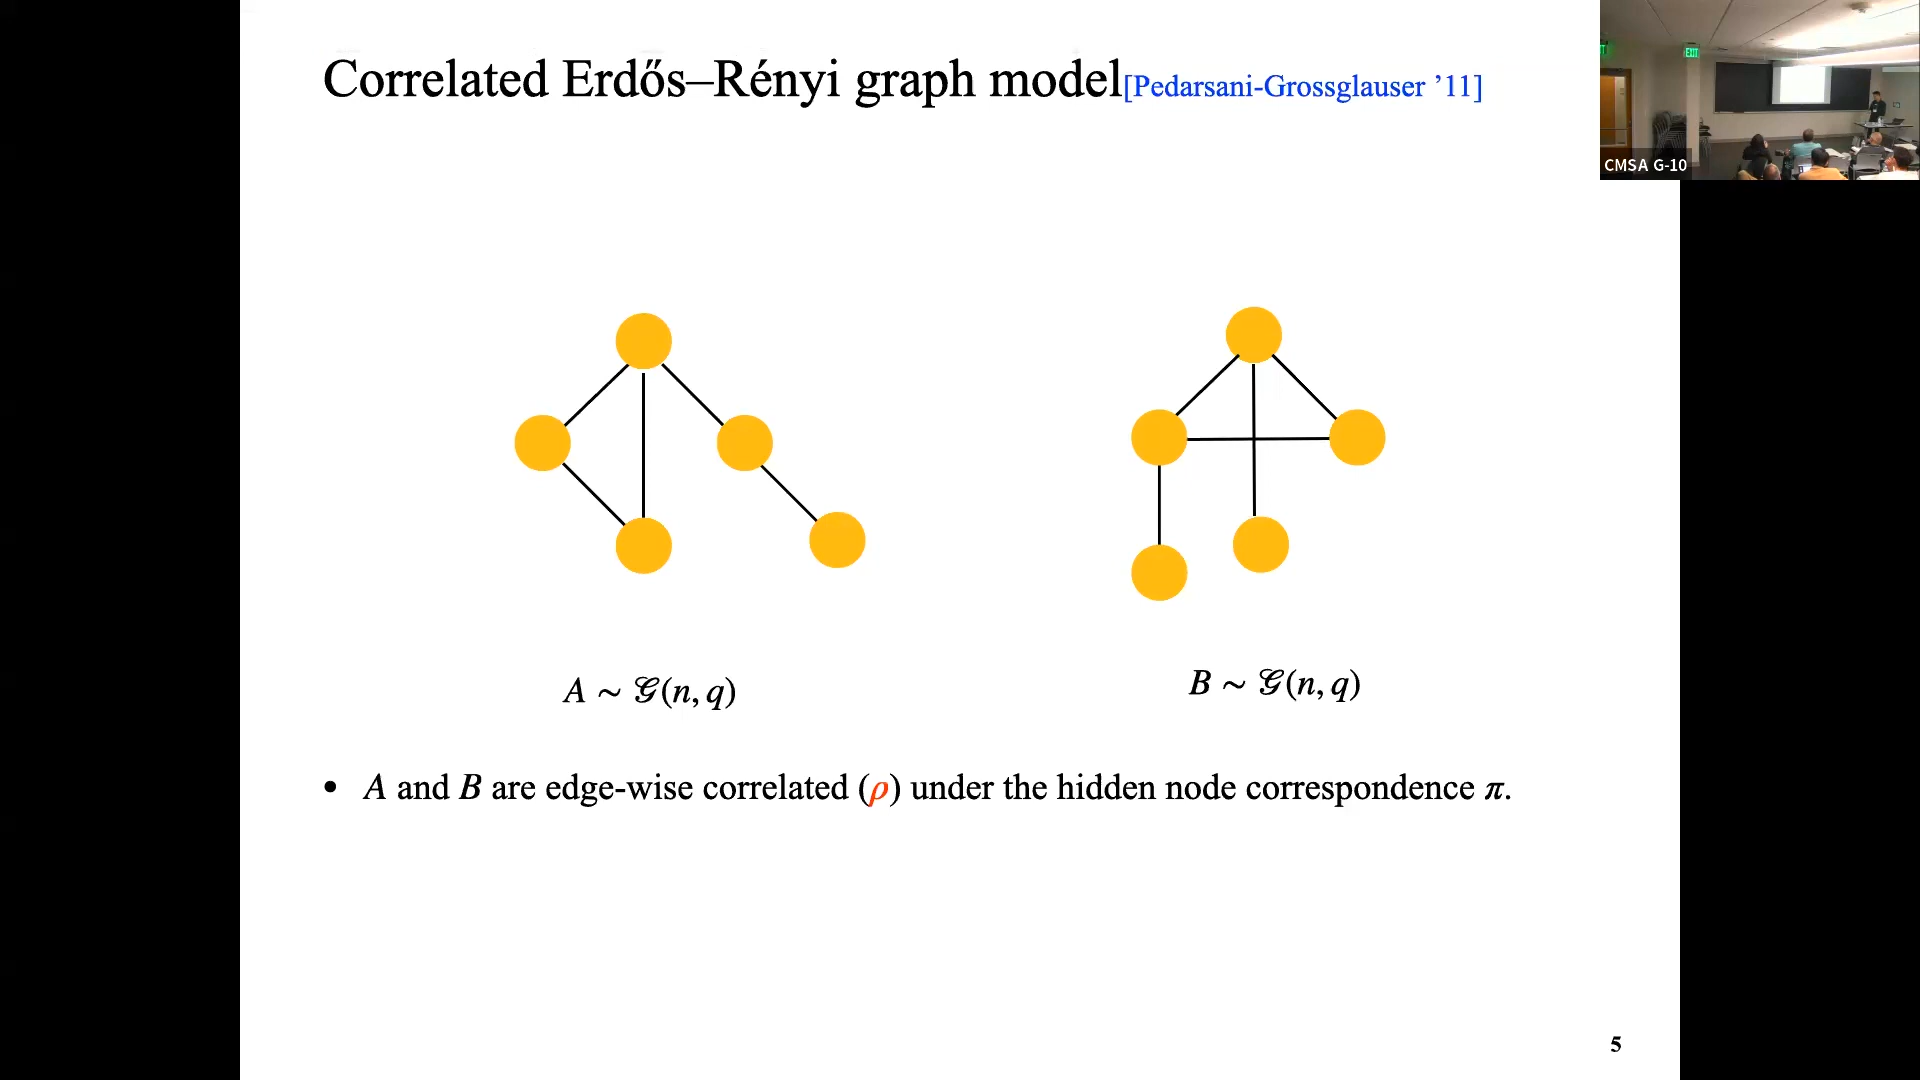 Correlated Erdős–Rényi graph model[Pedarsani-Grossglauser ’11]
EXIT
CMSA G-10
A ∼ 𝒢(n, q)
B ∼ 𝒢(n, q)
• A and B are edge-wise correlated (ρ) under the hidden node correspondence π.
5